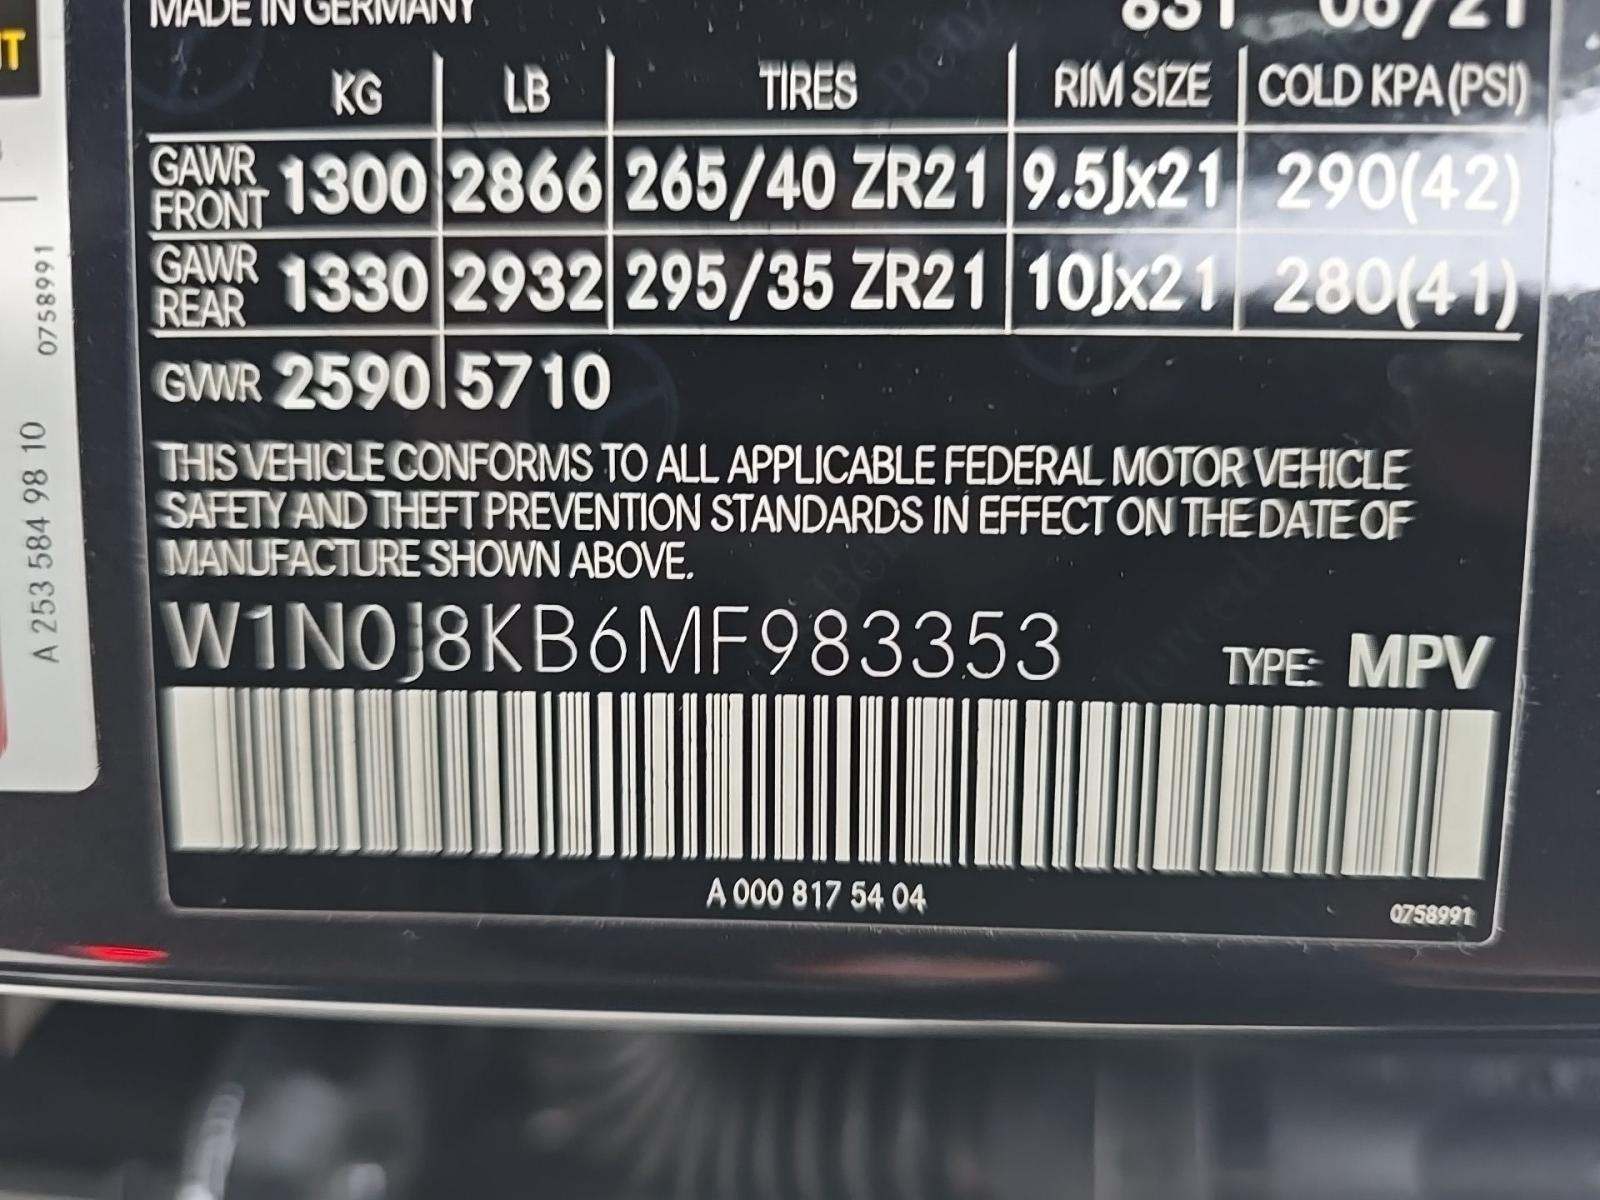 MADE IN GERMANY 831 06/21
KG LB TIRES RIM SIZE COLD KPA (PSI)
GAWR FRONT 1300 2866 265/40 ZR21 9.5Jx21 290(42)
GAWR REAR 1330 2932 295/35 ZR21 10Jx21 280(41)
GVWR 2590 5710
THIS VEHICLE CONFORMS TO ALL APPLICABLE FEDERAL MOTOR VEHICLE
SAFETY AND THEFT PREVENTION STANDARDS IN EFFECT ON THE DATE OF
MANUFACTURE SHOWN ABOVE.
W1N0J8KB6MF983353
TYPE: MPV
A 000 817 54 04
0758991
A 253 584 98 10 0758991